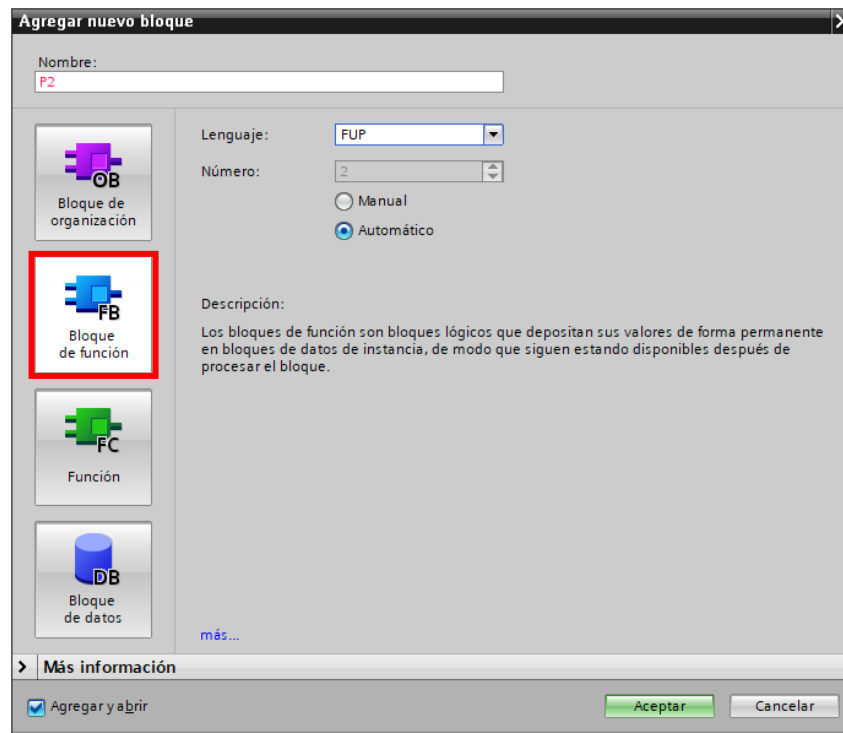 Agregar nuevo bloque
Nombre:
P2
OB
Bloque de
organización
FB
Bloque
de función
FC
Función
DB
Bloque
de datos
Lenguaje:
FUP
Número:
2
Manual
Automático
Descripción:
Los bloques de función son bloques lógicos que depositan sus valores de forma permanente
en bloques de datos de instancia, de modo que siguen estando disponibles después de
procesar el bloque.
más...
Más información
Agregar y abrir
Aceptar
Cancelar